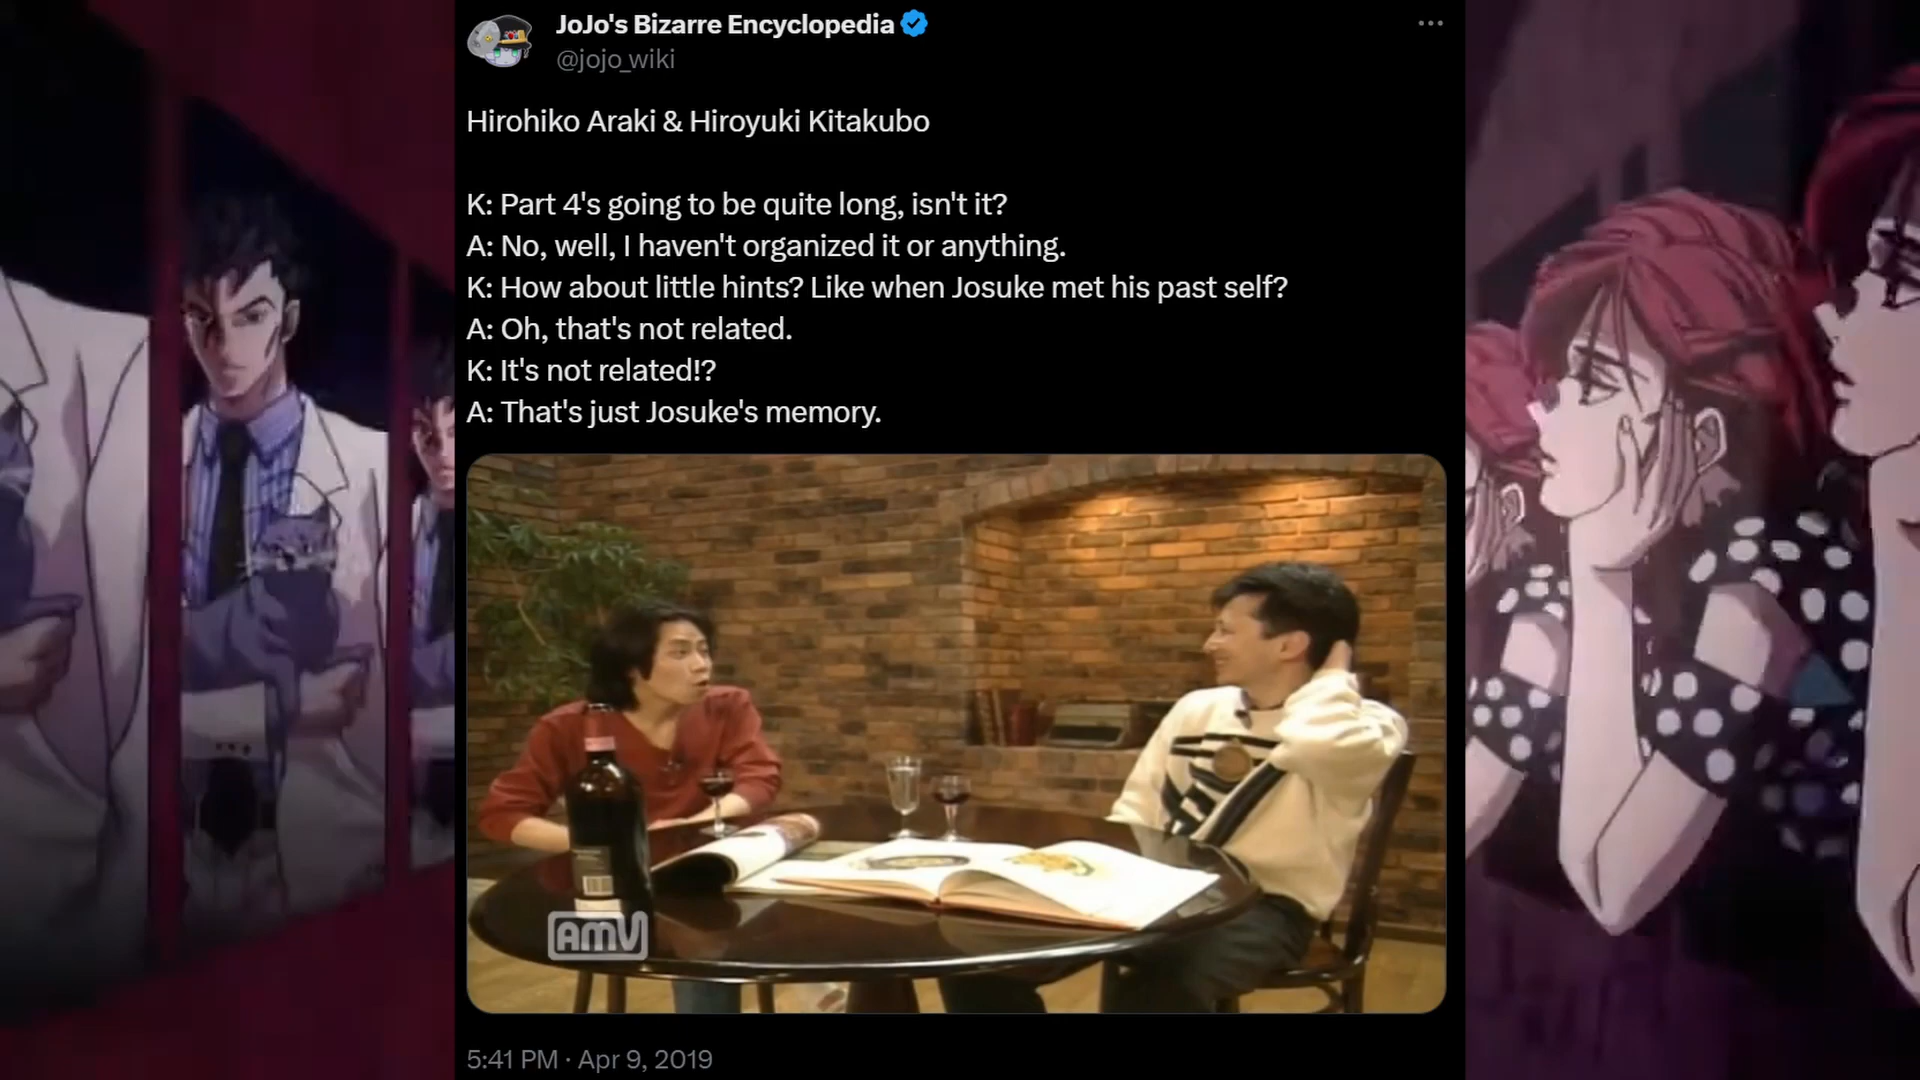 JoJo's Bizarre Encyclopedia
@jojo_wiki
Hirohiko Araki & Hiroyuki Kitakubo
K: Part 4's going to be quite long, isn't it?
A: No, well, I haven't organized it or anything.
K: How about little hints? Like when Josuke met his past self?
A: Oh, that's not related.
K: It's not related!?
A: That's just Josuke's memory.
AMV
5:41 PM · Apr 9, 2019